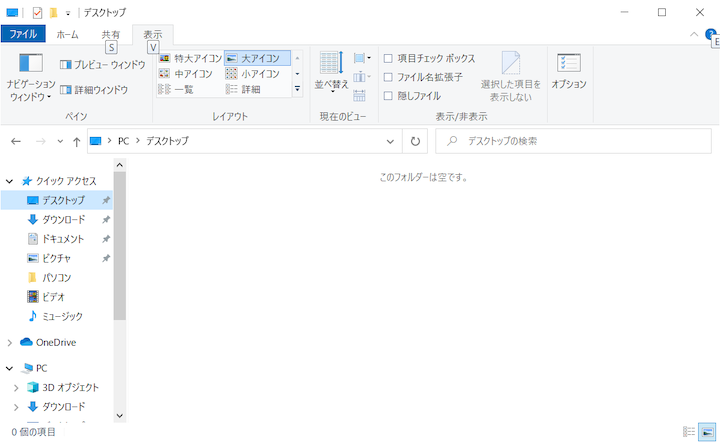 デスクトップ
ファイル ホーム 共有 表示
S V E
ナビゲーション ウィンドウ
プレビュー ウィンドウ
詳細ウィンドウ
ペイン
特大アイコン 大アイコン
中アイコン 小アイコン
一覧 詳細
レイアウト
並べ替え
現在のビュー
項目チェック ボックス
ファイル名拡張子
隠しファイル
選択した項目を
表示しない
表示/非表示
オプション
PC デスクトップ
デスクトップの検索
このフォルダーは空です。
クイック アクセス
デスクトップ
ダウンロード
ドキュメント
ピクチャ
パソコン
ビデオ
ミュージック
OneDrive
PC
3D オブジェクト
ダウンロード
0 個の項目